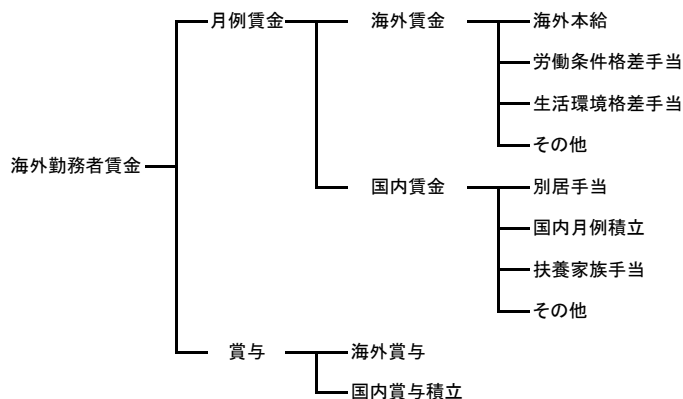 月例賃金 海外賃金 海外本給
労働条件格差手当
生活環境格差手当
その他
海外勤務者賃金
国内賃金 別居手当
国内月例積立
扶養家族手当
その他
賞与 海外賞与
国内賞与積立